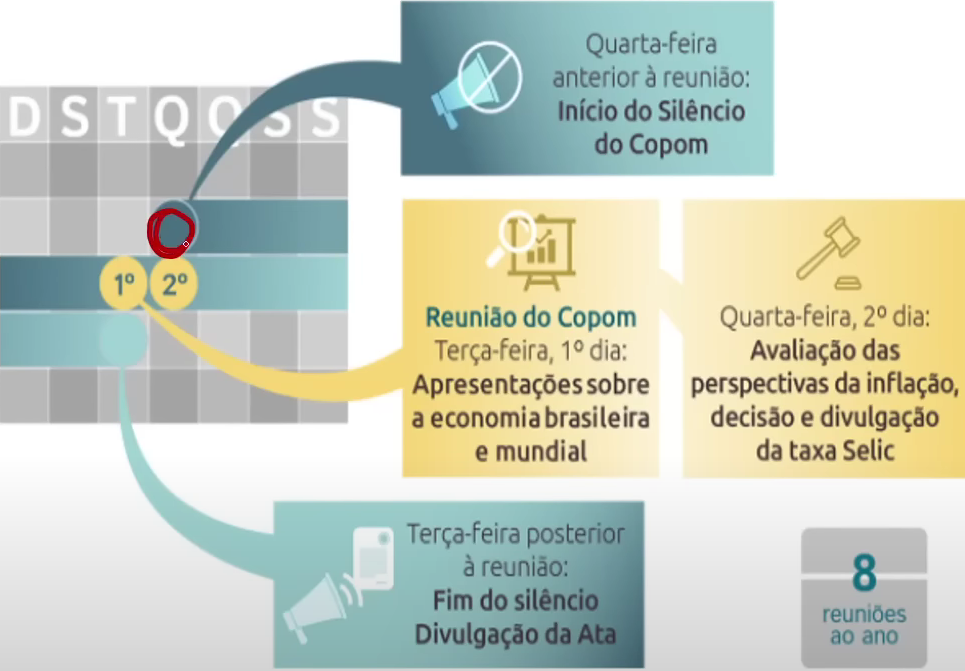 D S T Q Q S S
Quarta-feira
anterior à reunião:
Início do Silêncio
do Copom
1º 2º
Reunião do Copom
Terça-feira, 1º dia:
Apresentações sobre
a economia brasileira
e mundial
Quarta-feira, 2º dia:
Avaliação das
perspectivas da inflação,
decisão e divulgação
da taxa Selic
Terça-feira posterior
à reunião:
Fim do silêncio
Divulgação da Ata
8
reuniões
ao ano